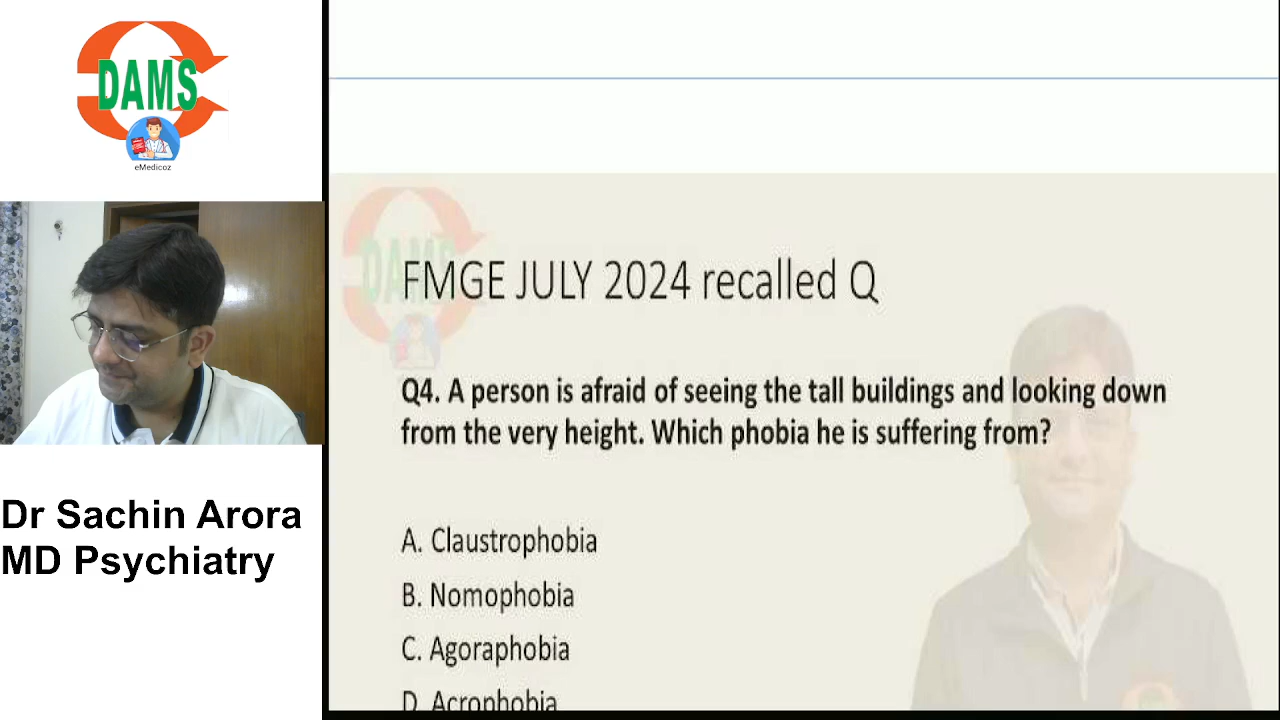 DAMS
eMedicoz
Dr Sachin Arora
MD Psychiatry
DAMS
FMGE JULY 2024 recalled Q
Q4. A person is afraid of seeing the tall buildings and looking down
from the very height. Which phobia he is suffering from?
A. Claustrophobia
B. Nomophobia
C. Agoraphobia
D. Acrophobia